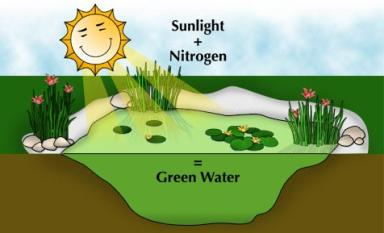 Sunlight
+
Nitrogen
=
Green Water